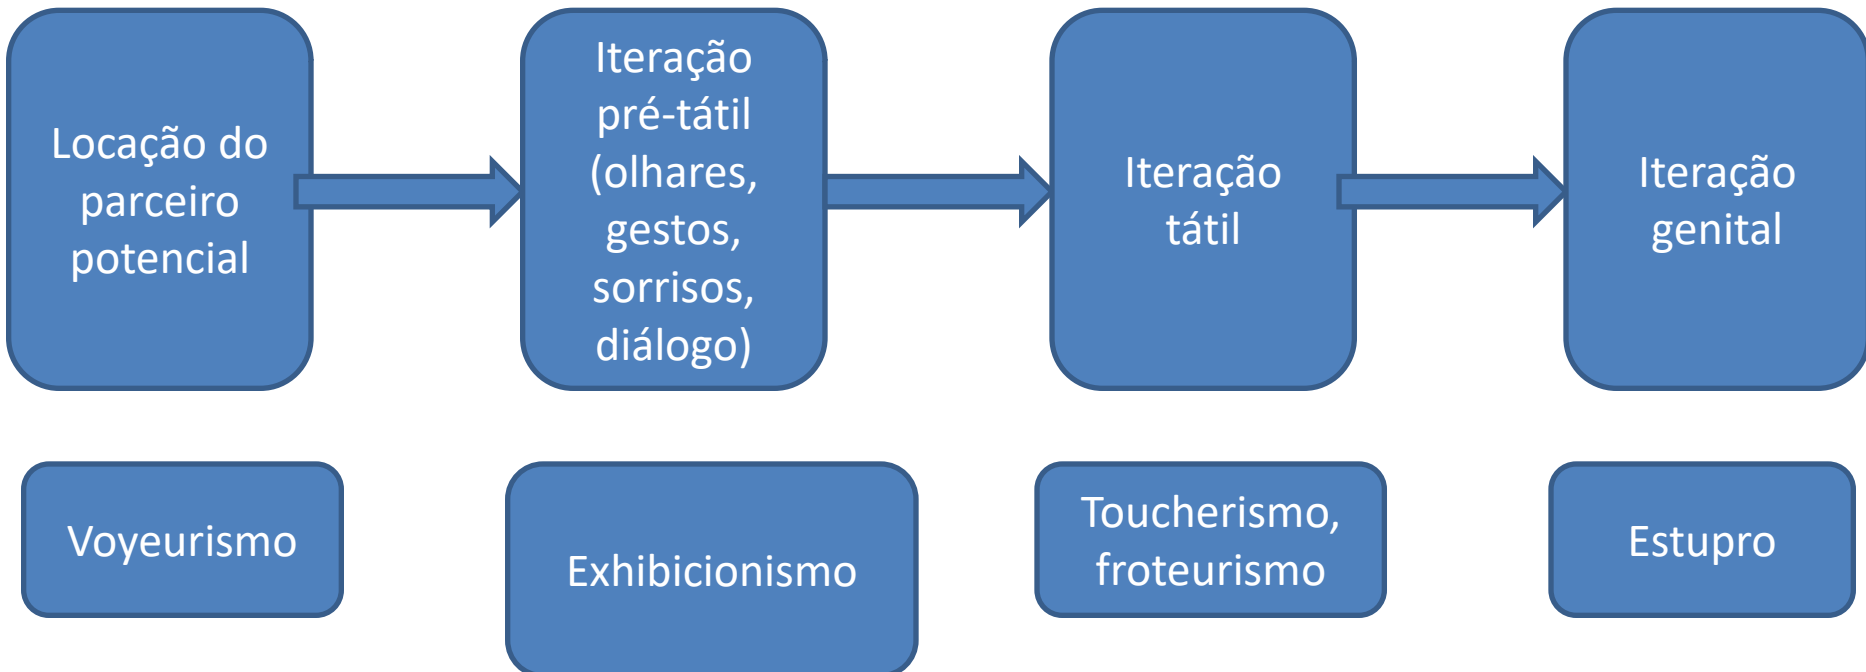 Locação do
parceiro
potencial
Iteração
pré-tátil
(olhares,
gestos,
sorrisos,
diálogo)
Iteração
tátil
Iteração
genital
Voyeurismo
Exhibicionismo
Toucherismo,
froteurismo
Estupro